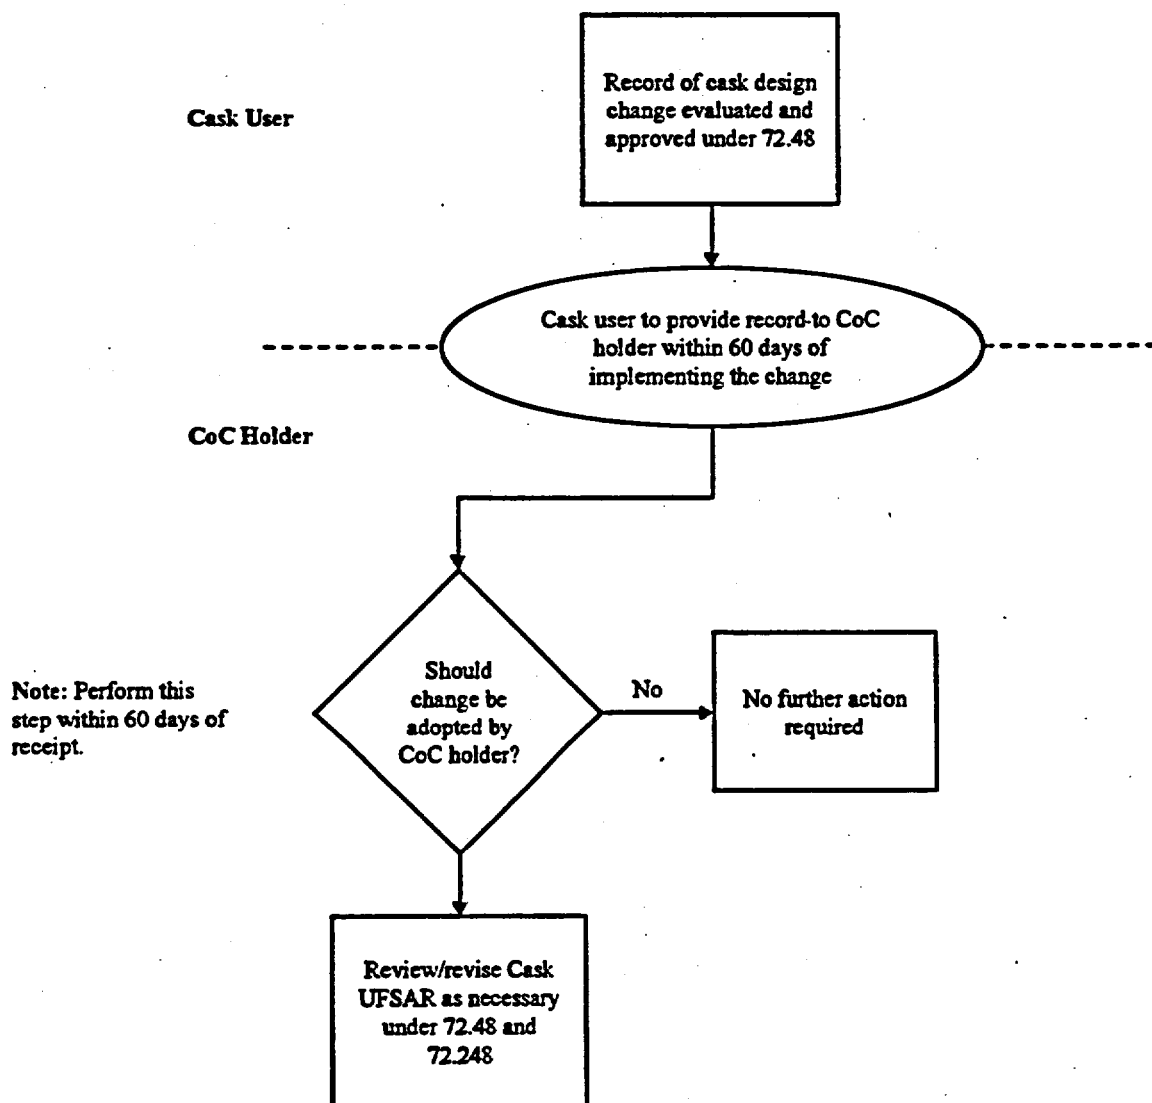 Cask User
Record of cask design
change evaluated and
approved under 72.48
Cask user to provide record-to CoC
holder within 60 days of
implementing the change
CoC Holder
Note: Perform this
step within 60 days of
receipt.
Should
change be
adopted by
CoC holder?
No
No further action
required
Review/revise Cask
UFSAR as necessary
under 72.48 and
72.248